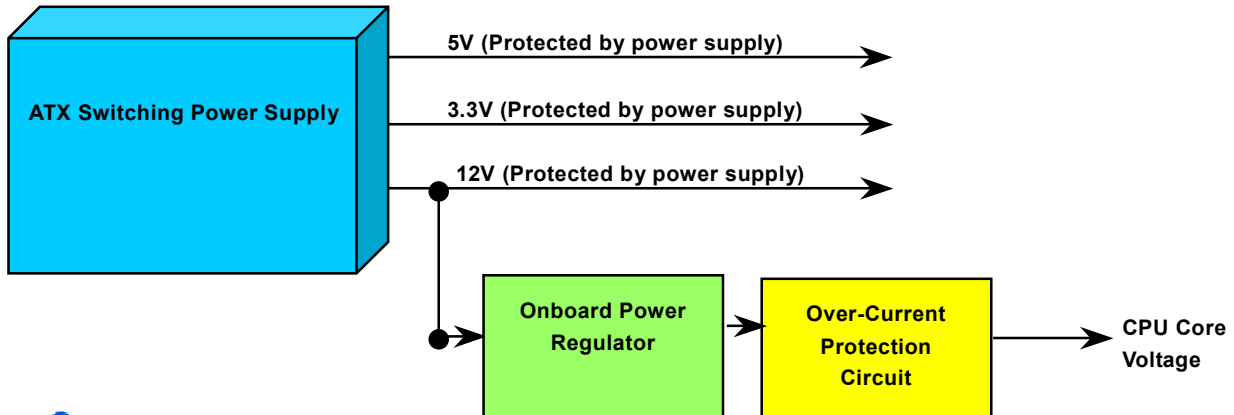 5V (Protected by power supply)
ATX Switching Power Supply
3.3V (Protected by power supply)
12V (Protected by power supply)
Onboard Power
Regulator
Over-Current
Protection
Circuit
CPU Core
Voltage